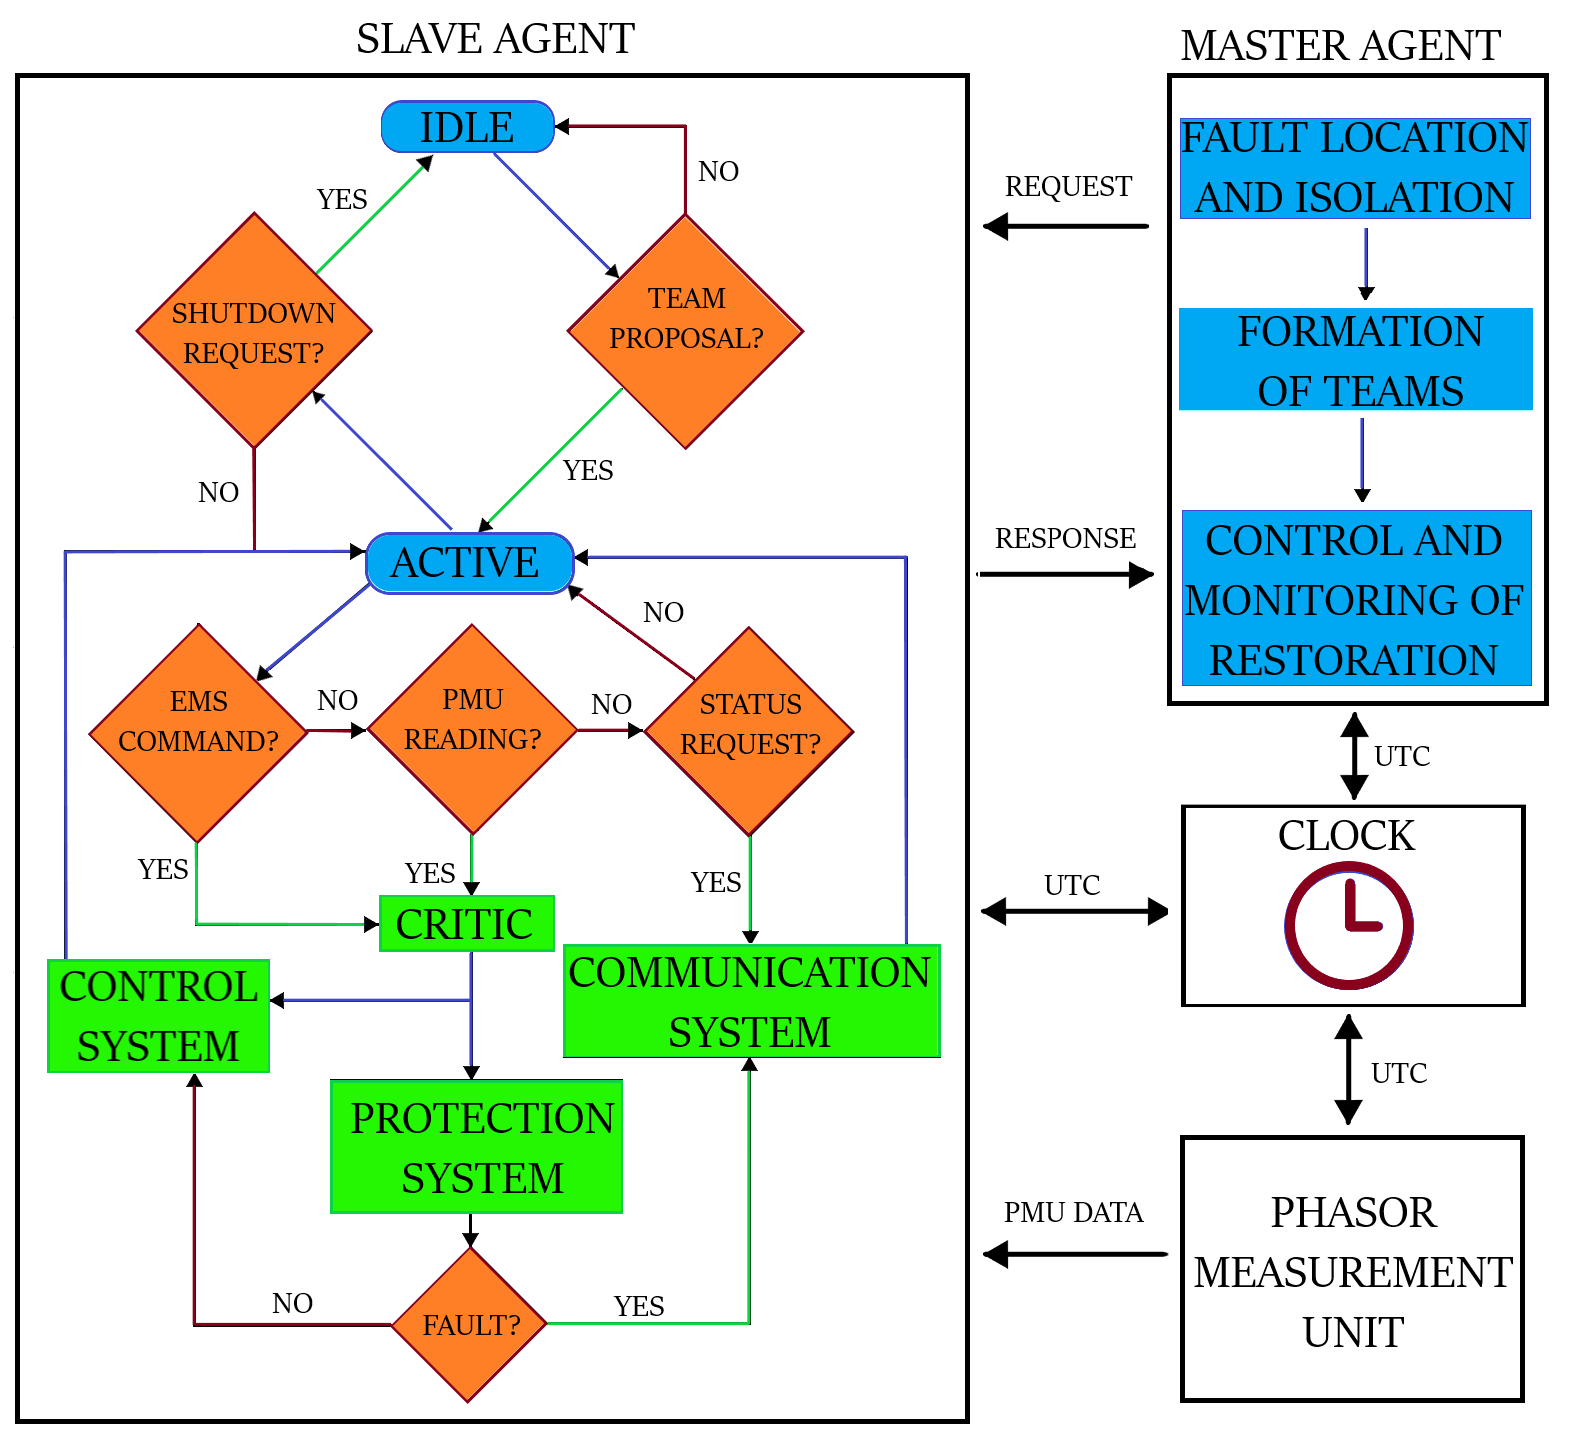 SLAVE AGENT
IDLE
YES
NO
SHUTDOWN
REQUEST?
TEAM
PROPOSAL?
NO
YES
ACTIVE
NO
EMS
COMMAND?
NO
PMU
READING?
NO
STATUS
REQUEST?
YES
YES
YES
CRITIC
CONTROL
SYSTEM
COMMUNICATION
SYSTEM
PROTECTION
SYSTEM
NO
FAULT?
YES
REQUEST
RESPONSE
UTC
PMU DATA
MASTER AGENT
FAULT LOCATION
AND ISOLATION
FORMATION
OF TEAMS
CONTROL AND
MONITORING OF
RESTORATION
UTC
CLOCK
UTC
PHASOR
MEASUREMENT
UNIT